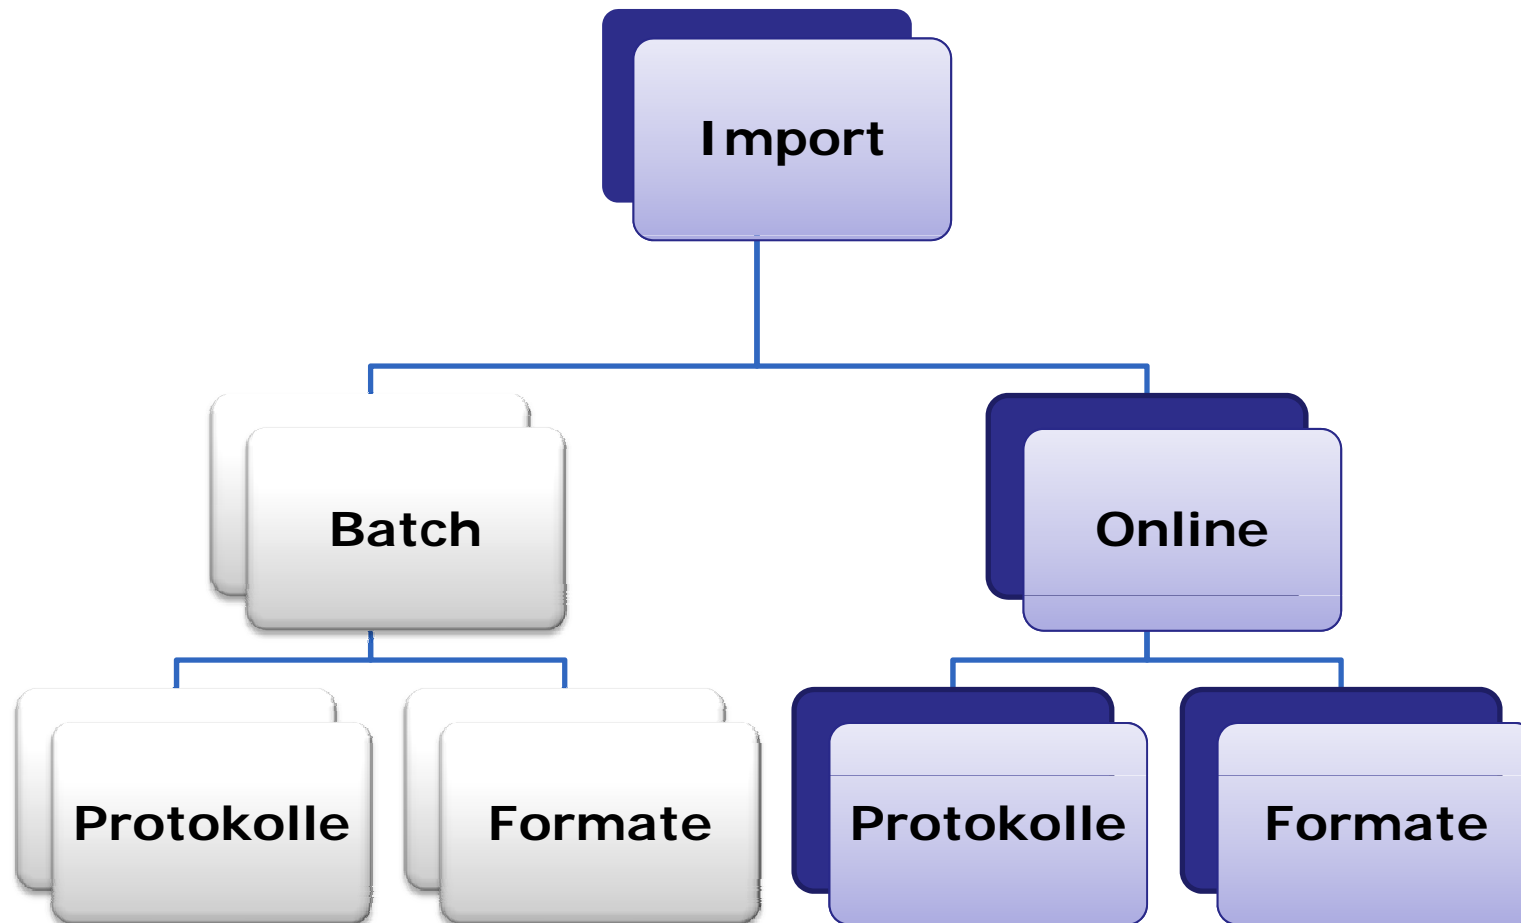 Import
Batch
Online
Protokolle
Formate
Protokolle
Formate